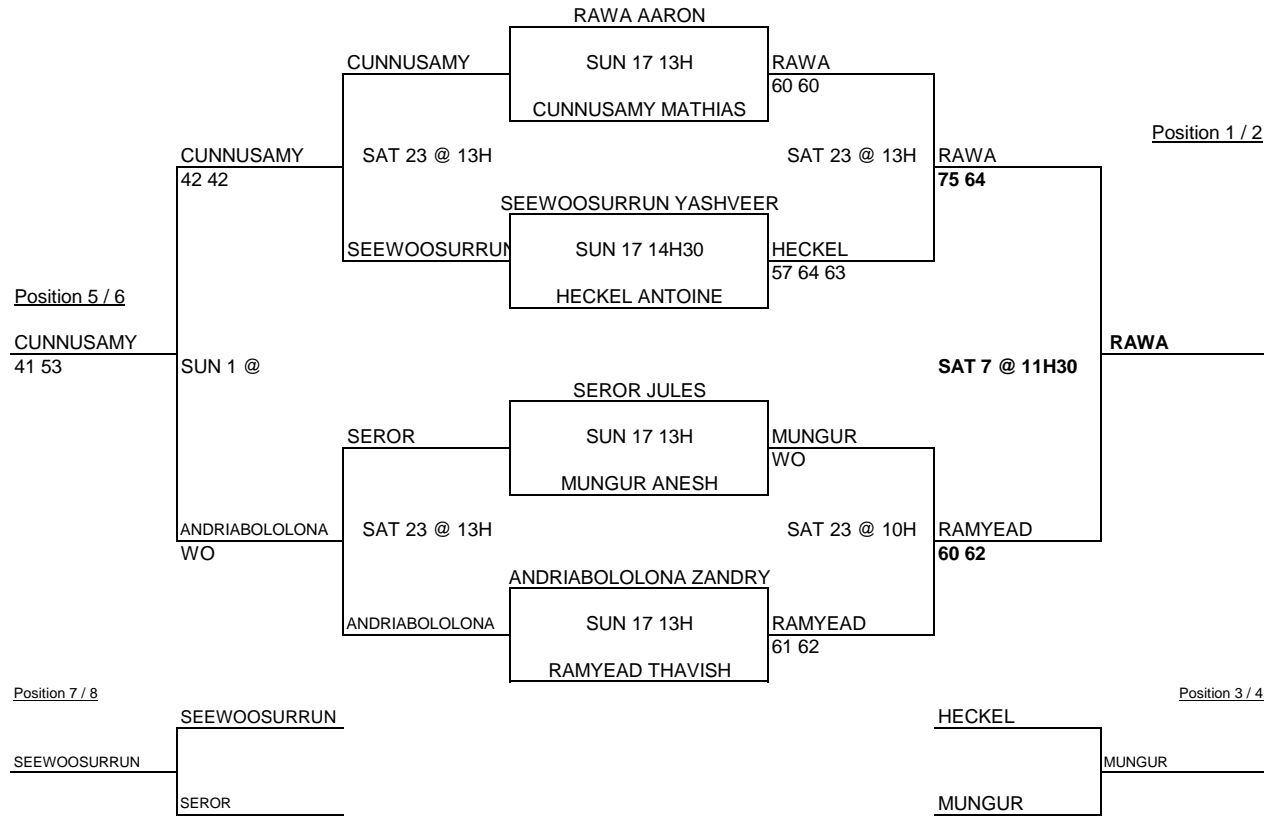 RAWA AARON
CUNNUSAMY SUN 17 13H RAWA
60 60
CUNNUSAMY MATHIAS
Position 1 / 2
CUNNUSAMY SAT 23 @ 13H SAT 23 @ 13H RAWA
42 42 75 64
SEEWOOSURRUN YASHVEER
SEEWOOSURRUN SUN 17 14H30 HECKEL
57 64 63
Position 5 / 6 HECKEL ANTOINE
CUNNUSAMY RAWA
41 53 SUN 1 @ SAT 7 @ 11H30
SEROR JULES
SEROR SUN 17 13H MUNGUR
WO
MUNGUR ANESH
ANDRIABOLOLONA SAT 23 @ 13H SAT 23 @ 10H RAMYEAD
WO 60 62
ANDRIABOLOLONA ZANDRY
ANDRIABOLOLONA SUN 17 13H RAMYEAD
61 62
RAMYEAD THAVISH
Position 7 / 8 Position 3 / 4
SEEWOOSURRUN HECKEL
SEEWOOSURRUN MUNGUR
SEROR MUNGUR